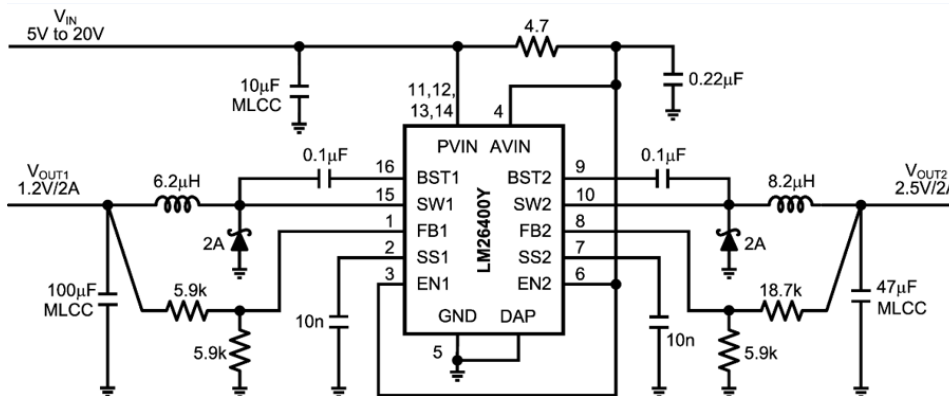 VIN
5V to 20V
4.7
10μF
MLCC
11,12,
13,14
4
0.22μF
PVIN AVIN
0.1μF
16
BST1
BST2
9
0.1μF
VOUT1
1.2V/2A
6.2μH
15
SW1
SW2
10
8.2μH
VOUT2
2.5V/2A
2A
1
FB1
FB2
8
2A
2
SS1
SS2
7
3
EN1
EN2
6
LM26400Y
100μF
MLCC
5.9k
18.7k
47μF
MLCC
10n
GND
DAP
10n
5.9k
5
5.9k